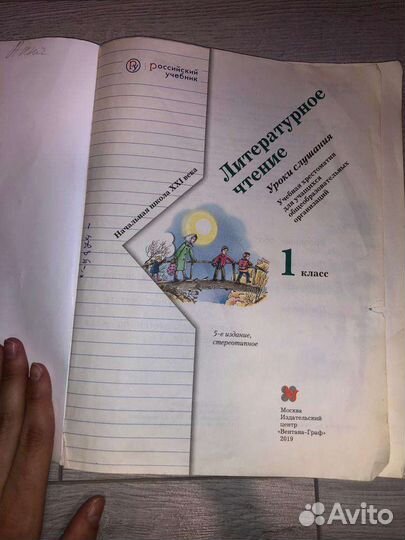 российский
учебник
Начальная школа XXI века
Литературное
чтение
Уроки слушания
Учебная хрестоматия
для учащихся
общеобразовательных
организаций
1 класс
5-е издание,
стереотипное
Москва
Издательский
центр
«Вентана-Граф»
2019
Avito